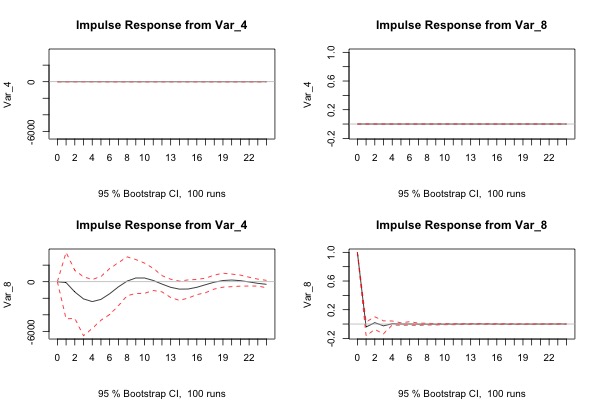 Impulse Response from Var_4
Var_4
0
-6000
0 2 4 6 8 10 13 16 19 22
95 % Bootstrap CI, 100 runs
Impulse Response from Var_8
Var_4
1.0
0.6
0.2
-0.2
0 2 4 6 8 10 13 16 19 22
95 % Bootstrap CI, 100 runs
Impulse Response from Var_4
Var_8
0
-6000
0 2 4 6 8 10 13 16 19 22
95 % Bootstrap CI, 100 runs
Impulse Response from Var_8
Var_8
1.0
0.6
0.2
-0.2
0 2 4 6 8 10 13 16 19 22
95 % Bootstrap CI, 100 runs